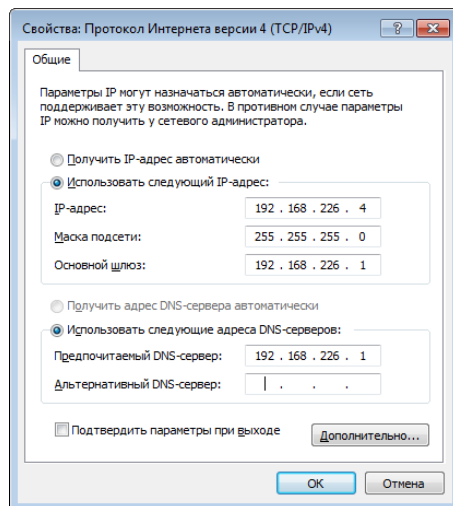 Свойства: Протокол Интернета версии 4 (TCP/IPv4)
Общие
Параметры IP могут назначаться автоматически, если сеть
поддерживает эту возможность. В противном случае параметры
IP можно получить у сетевого администратора.
Получить IP-адрес автоматически
Использовать следующий IP-адрес:
IP-адрес: 192 . 168 . 226 . 4
Маска подсети: 255 . 255 . 255 . 0
Основной шлюз: 192 . 168 . 226 . 1
Получить адрес DNS-сервера автоматически
Использовать следующие адреса DNS-серверов:
Предпочитаемый DNS-сервер: 192 . 168 . 226 . 1
Альтернативный DNS-сервер: . . .
Подтвердить параметры при выходе
Дополнительно...
ОК Отмена